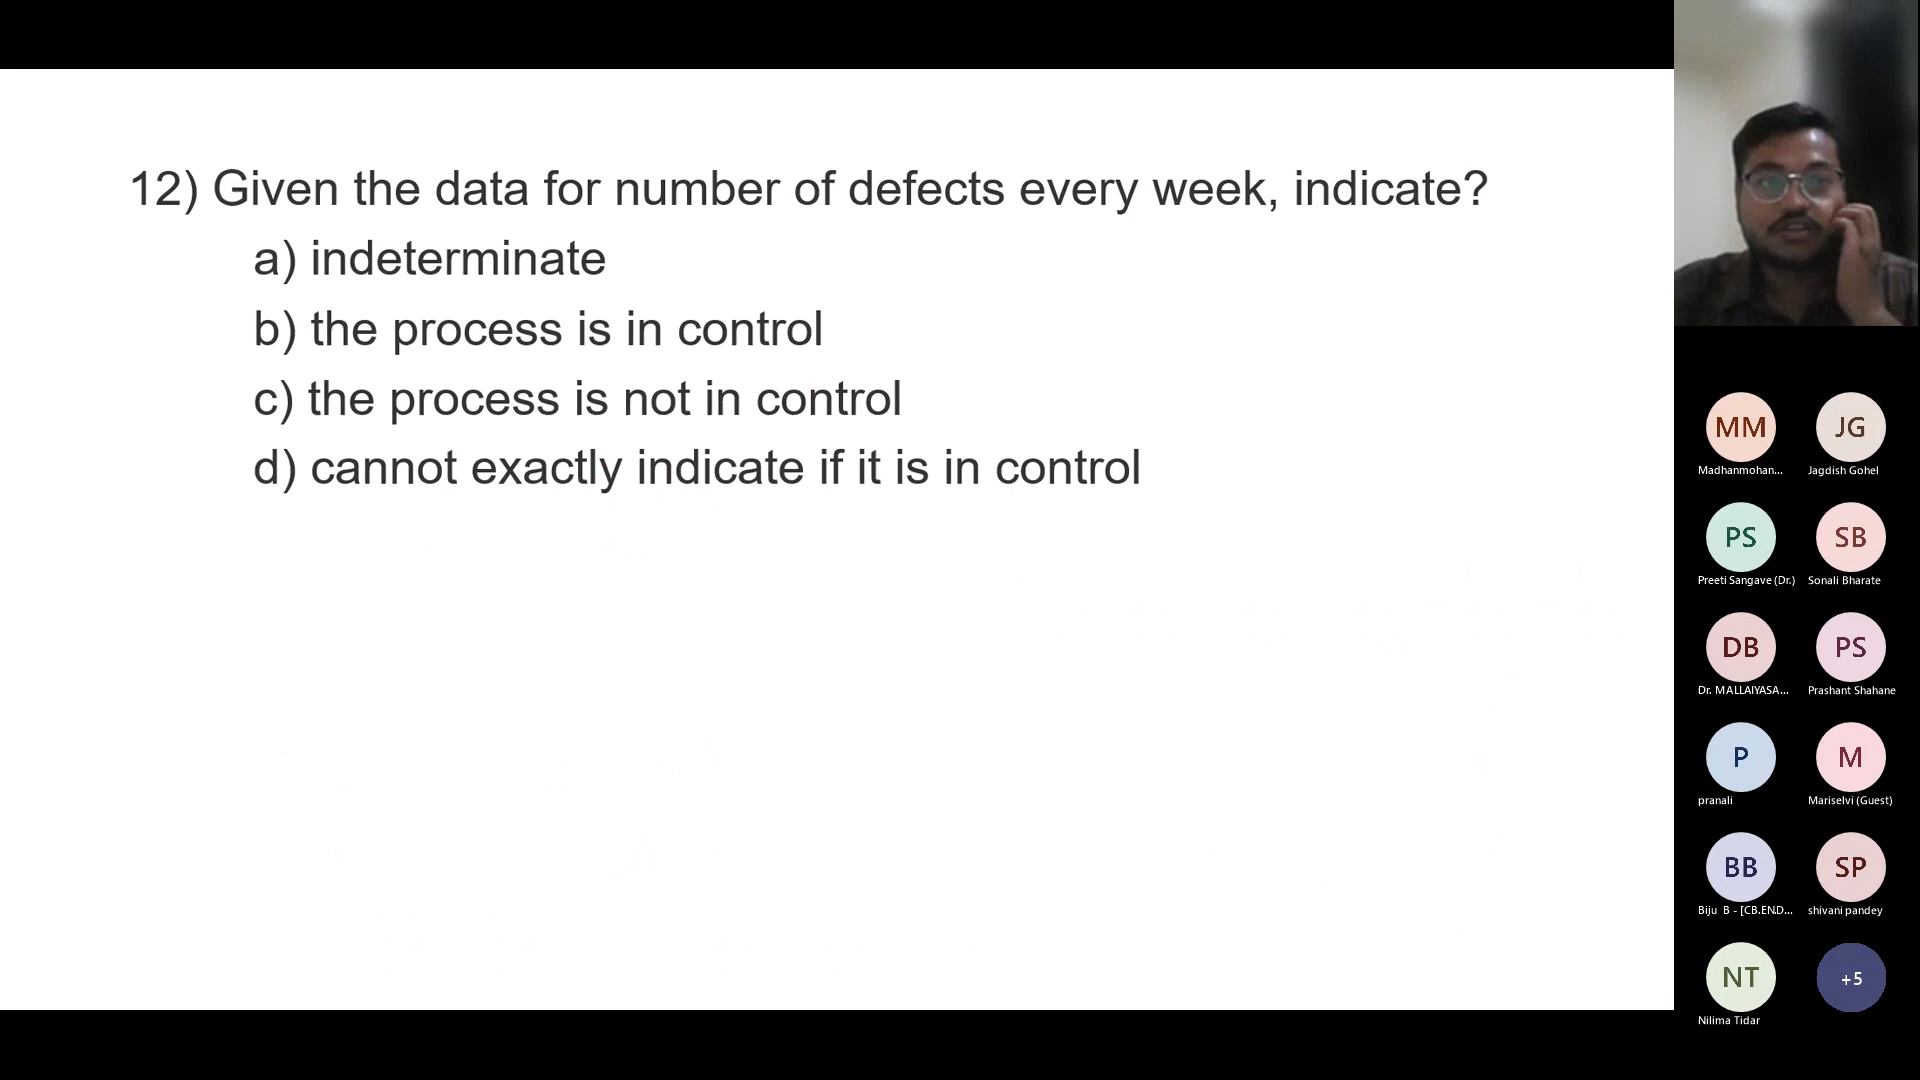 12) Given the data for number of defects every week, indicate?
a) indeterminate
b) the process is in control
c) the process is not in control
d) cannot exactly indicate if it is in control
MM
JG
Madhanmohan...
Jagdish Gohel
PS
SB
Preeti Sangave (Dr.)
Sonali Bharate
DB
PS
Dr. MALLAIYASA...
Prashant Shahane
P
M
pranali
Mariselvi (Guest)
BB
SP
Biju B - [CB.EN.D...
shivani pandey
NT
+5
Nilima Tidar